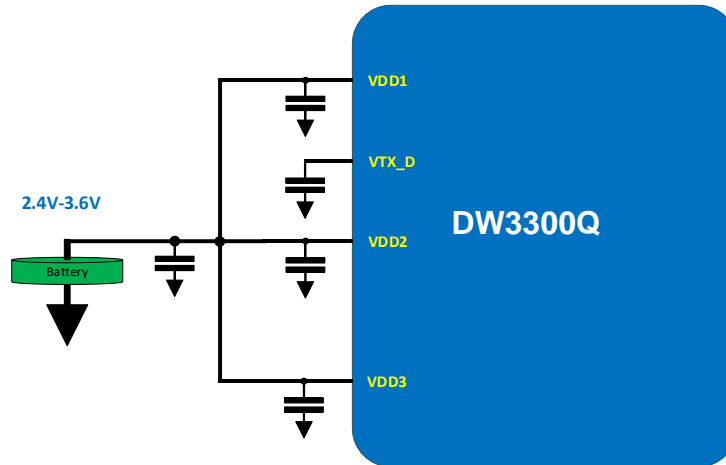 VDD1
VTX_D
2.4V-3.6V
DW3300Q
VDD2
Battery
VDD3